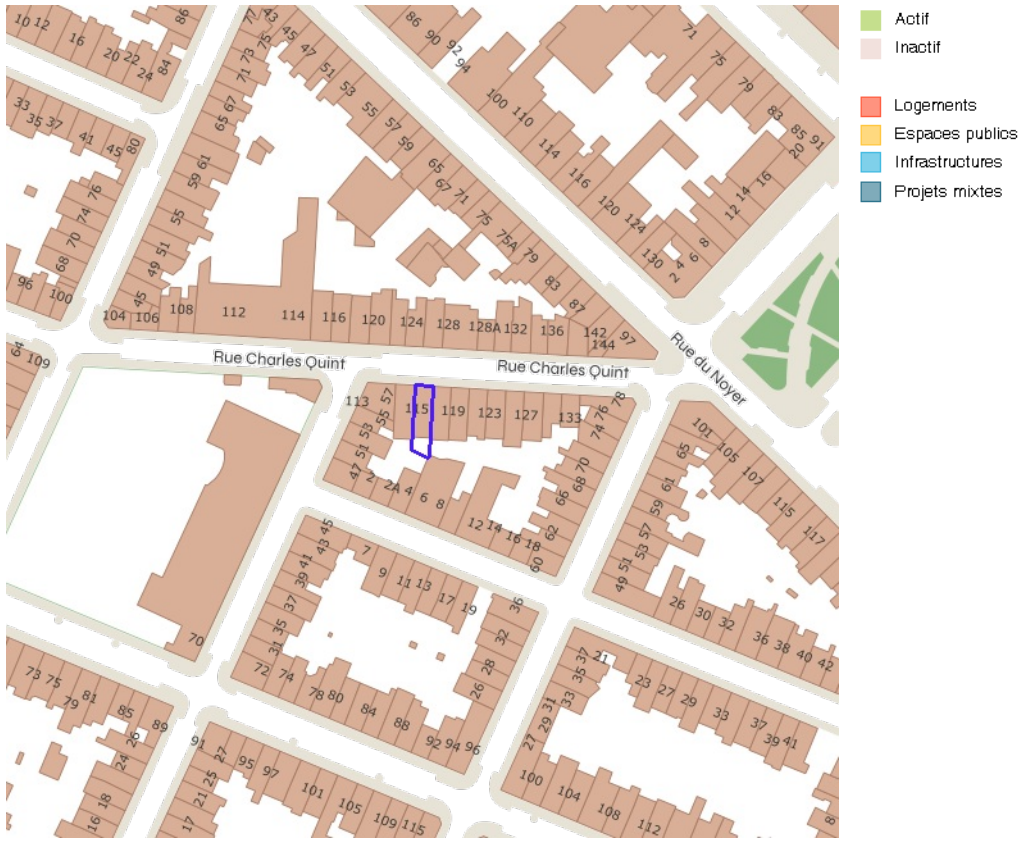 Actif
Inactif
Logements
Espaces publics
Infrastructures
Projets mixtes
10 12 16 20 22 24 84 86
77 43 45 47 51 53 55 57 59 65 67 71 75 75A 79 83 87 97
75 73 71 67 65 61 59 55 51 49 45
86 90 92 94 100 110 114 116 120 124 130
71 75 79 83 85 91
20 16 14 12 8 6 4 2
33 35 37 41 45 80
76 74 70 68 96 100
104 106 108 112 114 116 120 124 128 128A 132 136 142 144
Rue Charles Quint
Rue Charles Quint
Rue du Noyer
64 109
113 57 115 119 123 127 133 76 78
55 53 51 47 74 70 68 66 62 60
2 2A 4 6 8 12 14 16 18
101 105 107 115 117
65 61 59 57 53 51 49
26 30 32 36 38 40 42
45 43 41 39 37 35 31
7 9 11 13 17 19
36 32 28 26
70
72 74 78 80 84 88 92 94 96
37 35 33 31 29 27
21 23 27 29 33 37 39 41
100 104 108 112
8
73 75 79 81 85 89
26 24 18 16
91 27 25 21 17
95 97 101 105 109 115